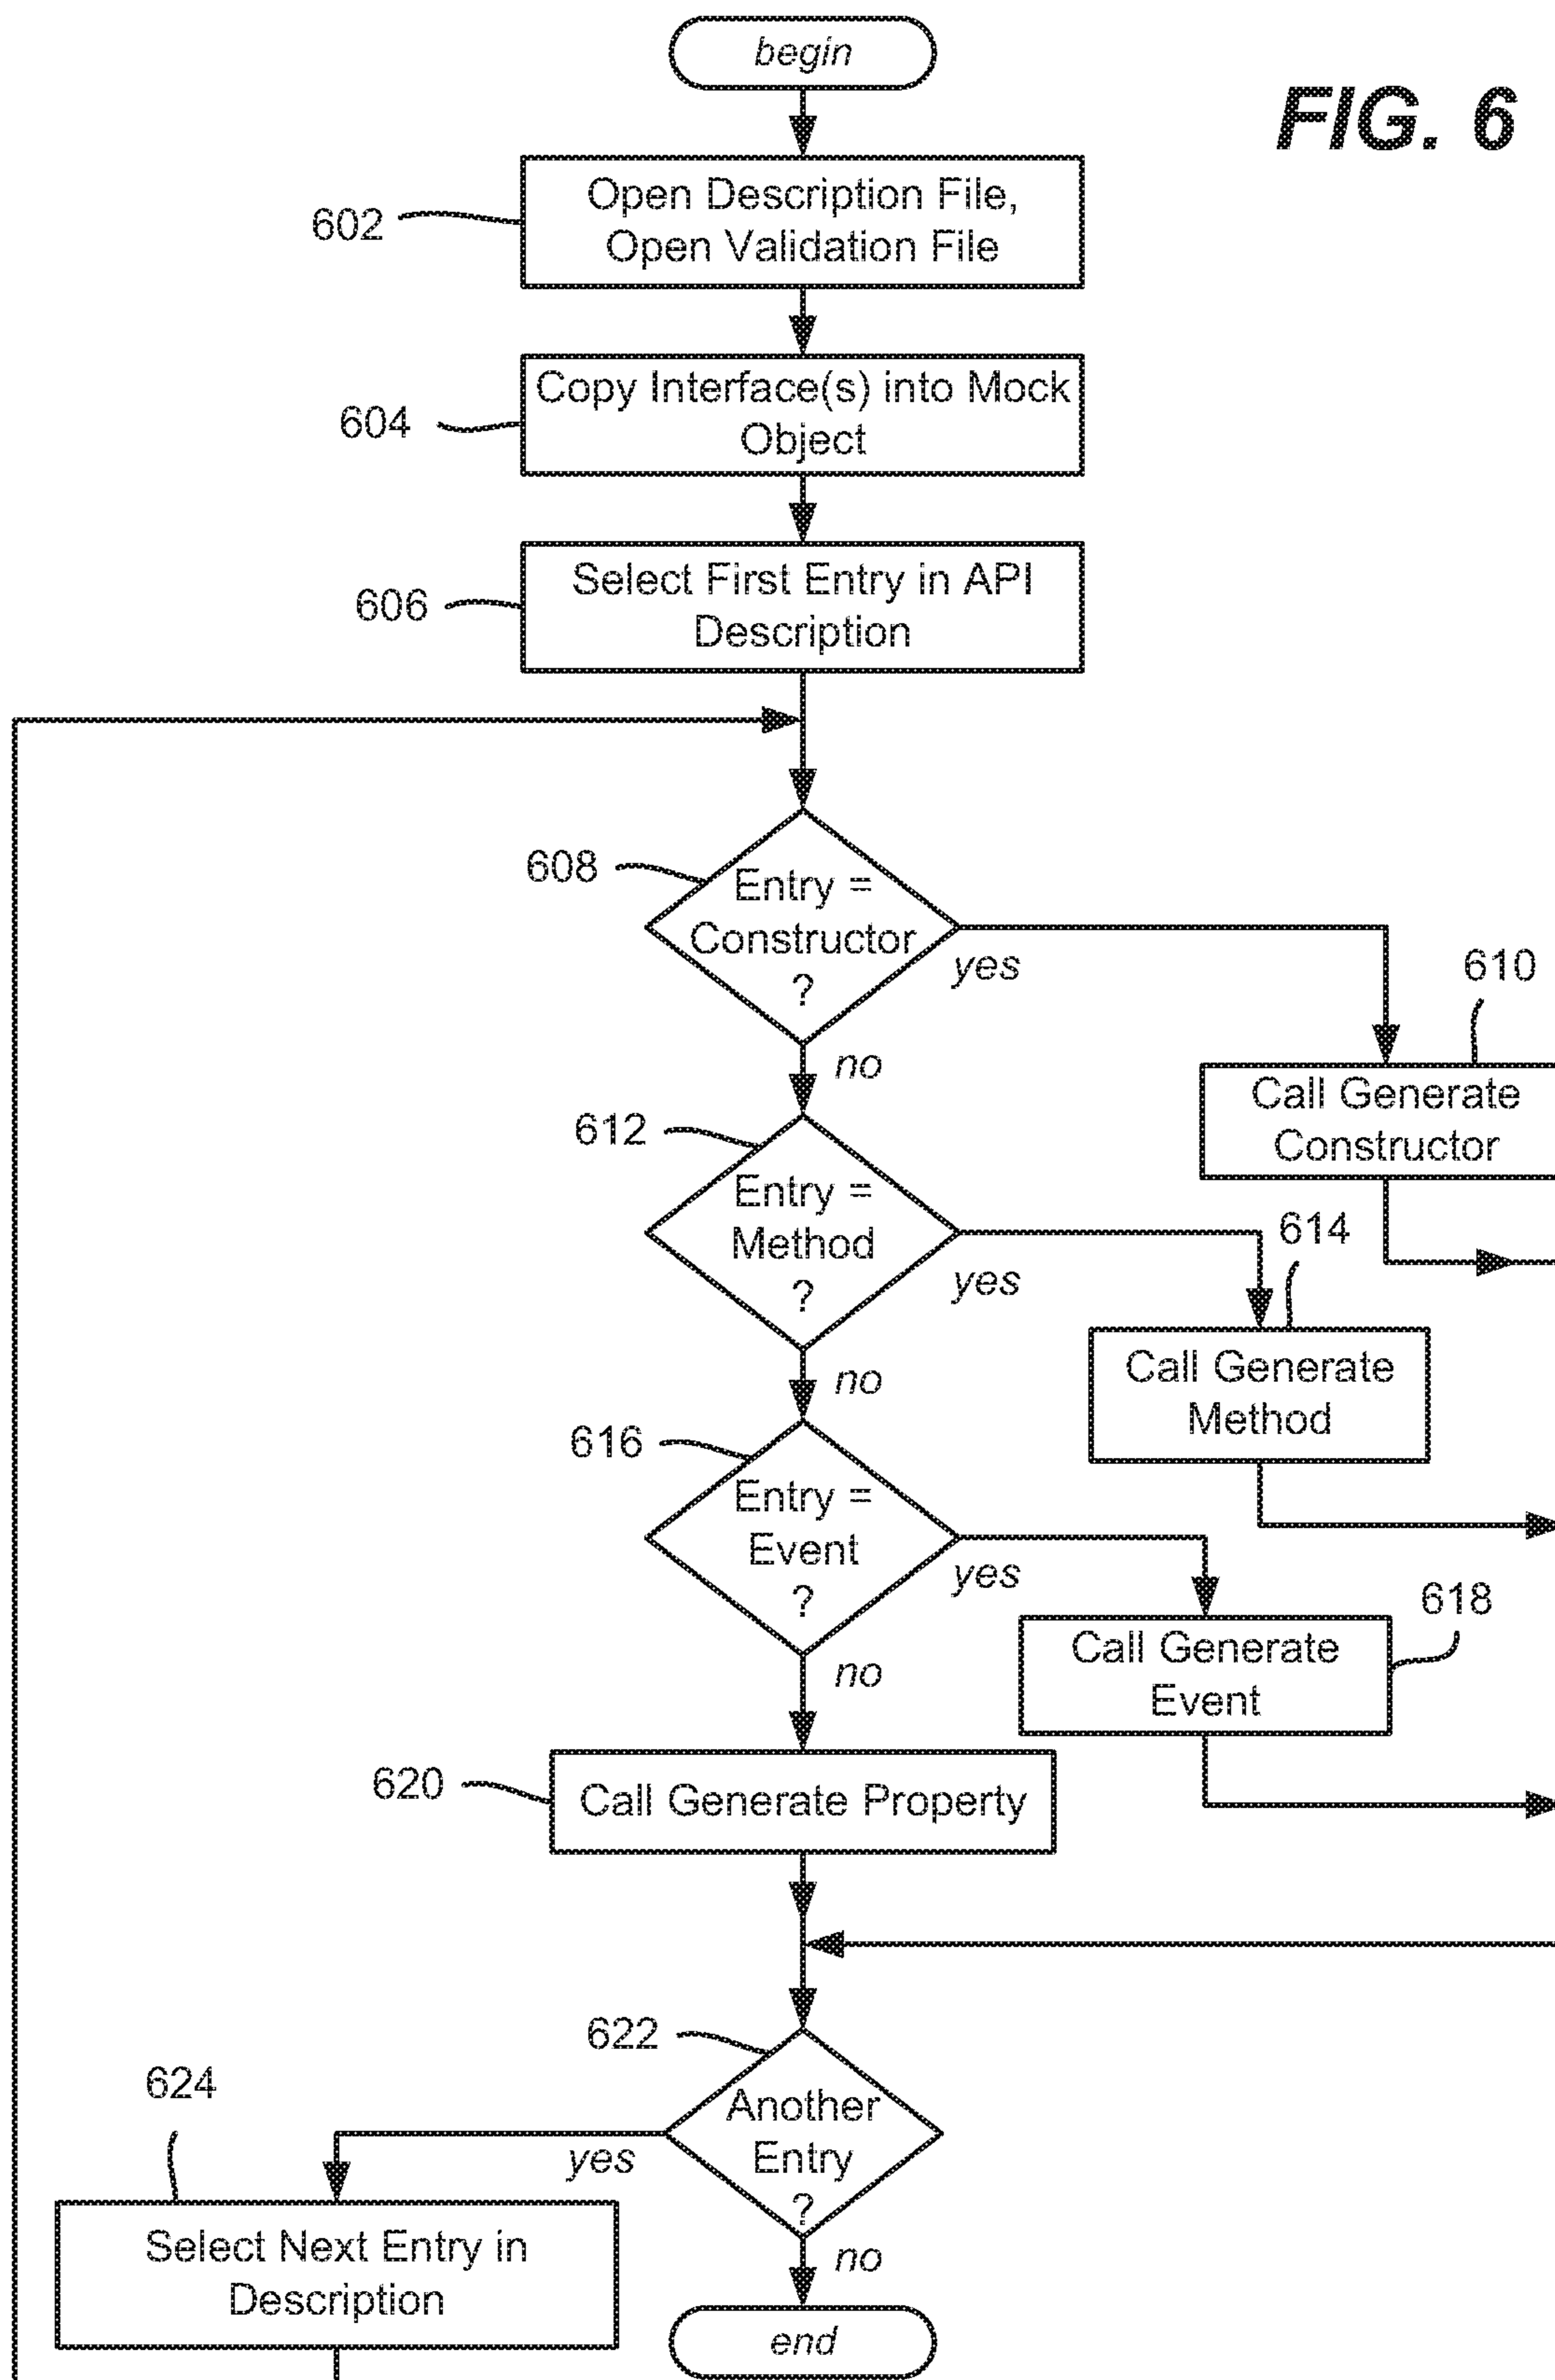 begin
FIG. 6
602
Open Description File,
Open Validation File
604
Copy Interface(s) into Mock
Object
606
Select First Entry in API
Description
608
Entry =
Constructor
?
yes
no
610
Call Generate
Constructor
612
Entry =
Method
?
yes
no
614
Call Generate
Method
616
Entry =
Event
?
yes
no
618
Call Generate
Event
620
Call Generate Property
622
Another
Entry
?
yes
no
624
Select Next Entry in
Description
end